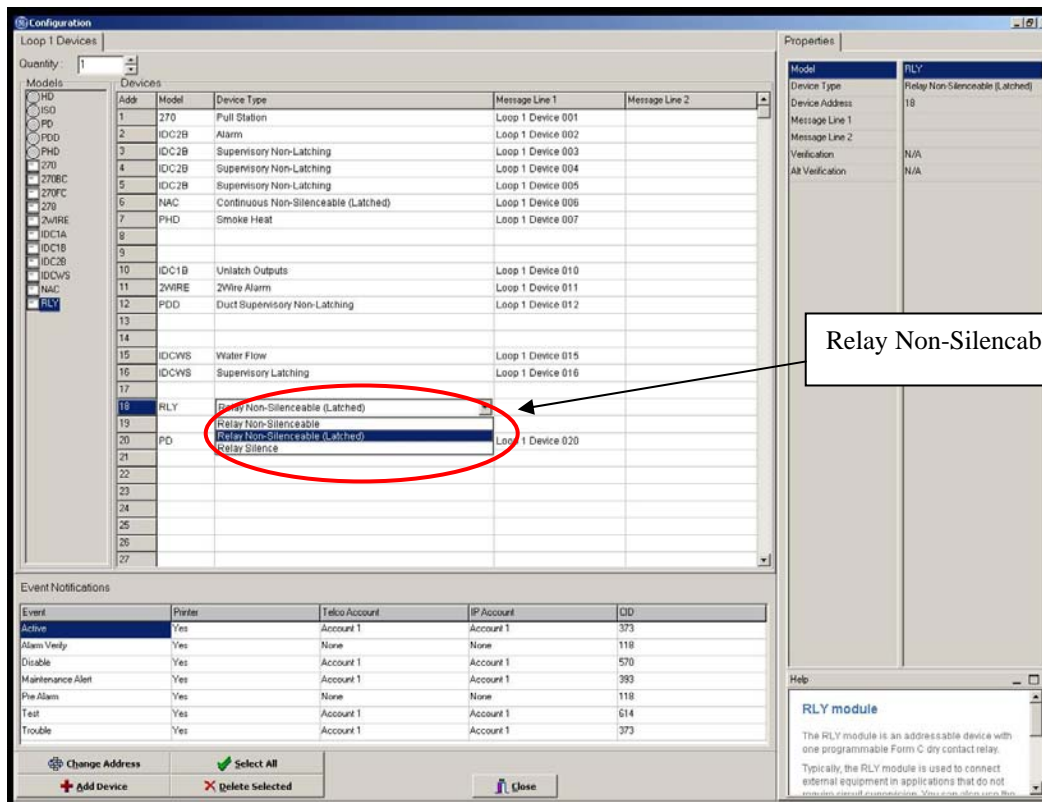 Configuration
Loop 1 Devices
Quantity: 1
Models
HD
ISO
PD
PDD
PHD
270
270BC
270FC
278
2WIRE
IDC1A
IDC1B
IDC2B
IDCWS
NAC
RLY
Devices
Addr Model Device Type Message Line 1 Message Line 2
1 270 Pull Station Loop 1 Device 001
2 IDC2B Alarm Loop 1 Device 002
3 IDC2B Supervisory Non-Latching Loop 1 Device 003
4 IDC2B Supervisory Non-Latching Loop 1 Device 004
5 IDC2B Supervisory Non-Latching Loop 1 Device 005
6 NAC Continuous Non-Silenceable (Latched) Loop 1 Device 006
7 PHD Smoke Heat Loop 1 Device 007
8
9
10 IDC1B Unlatch Outputs Loop 1 Device 010
11 2WIRE 2Wire Alarm Loop 1 Device 011
12 PDD Duct Supervisory Non-Latching Loop 1 Device 012
13
14
15 IDCWS Water Flow Loop 1 Device 015
16 IDCWS Supervisory Latching Loop 1 Device 016
17
18 RLY Relay Non-Silenceable (Latched)
Relay Non-Silenceable
Relay Non-Silenceable (Latched)
Relay Silence
19
20 PD Loop 1 Device 020
21
22
23
24
25
26
27
Properties
Model RLY
Device Type Relay Non-Silenceable (Latched)
Device Address 18
Message Line 1
Message Line 2
Verification N/A
Alt Verification N/A
Relay Non-Silencab
Event Notifications
Event Printer Telco Account IP Account CID
Active Yes Account 1 Account 1 373
Alarm Verify Yes None None 118
Disable Yes Account 1 Account 1 570
Maintenance Alert Yes Account 1 Account 1 393
Pre Alarm Yes None None 118
Test Yes Account 1 Account 1 614
Trouble Yes Account 1 Account 1 373
Change Address Select All
Add Device Delete Selected Close
Help
RLY module
The RLY module is an addressable device with
one programmable Form C dry contact relay.
Typically, the RLY module is used to connect
external equipment in applications that do not
require circuit supervision. You can also use the